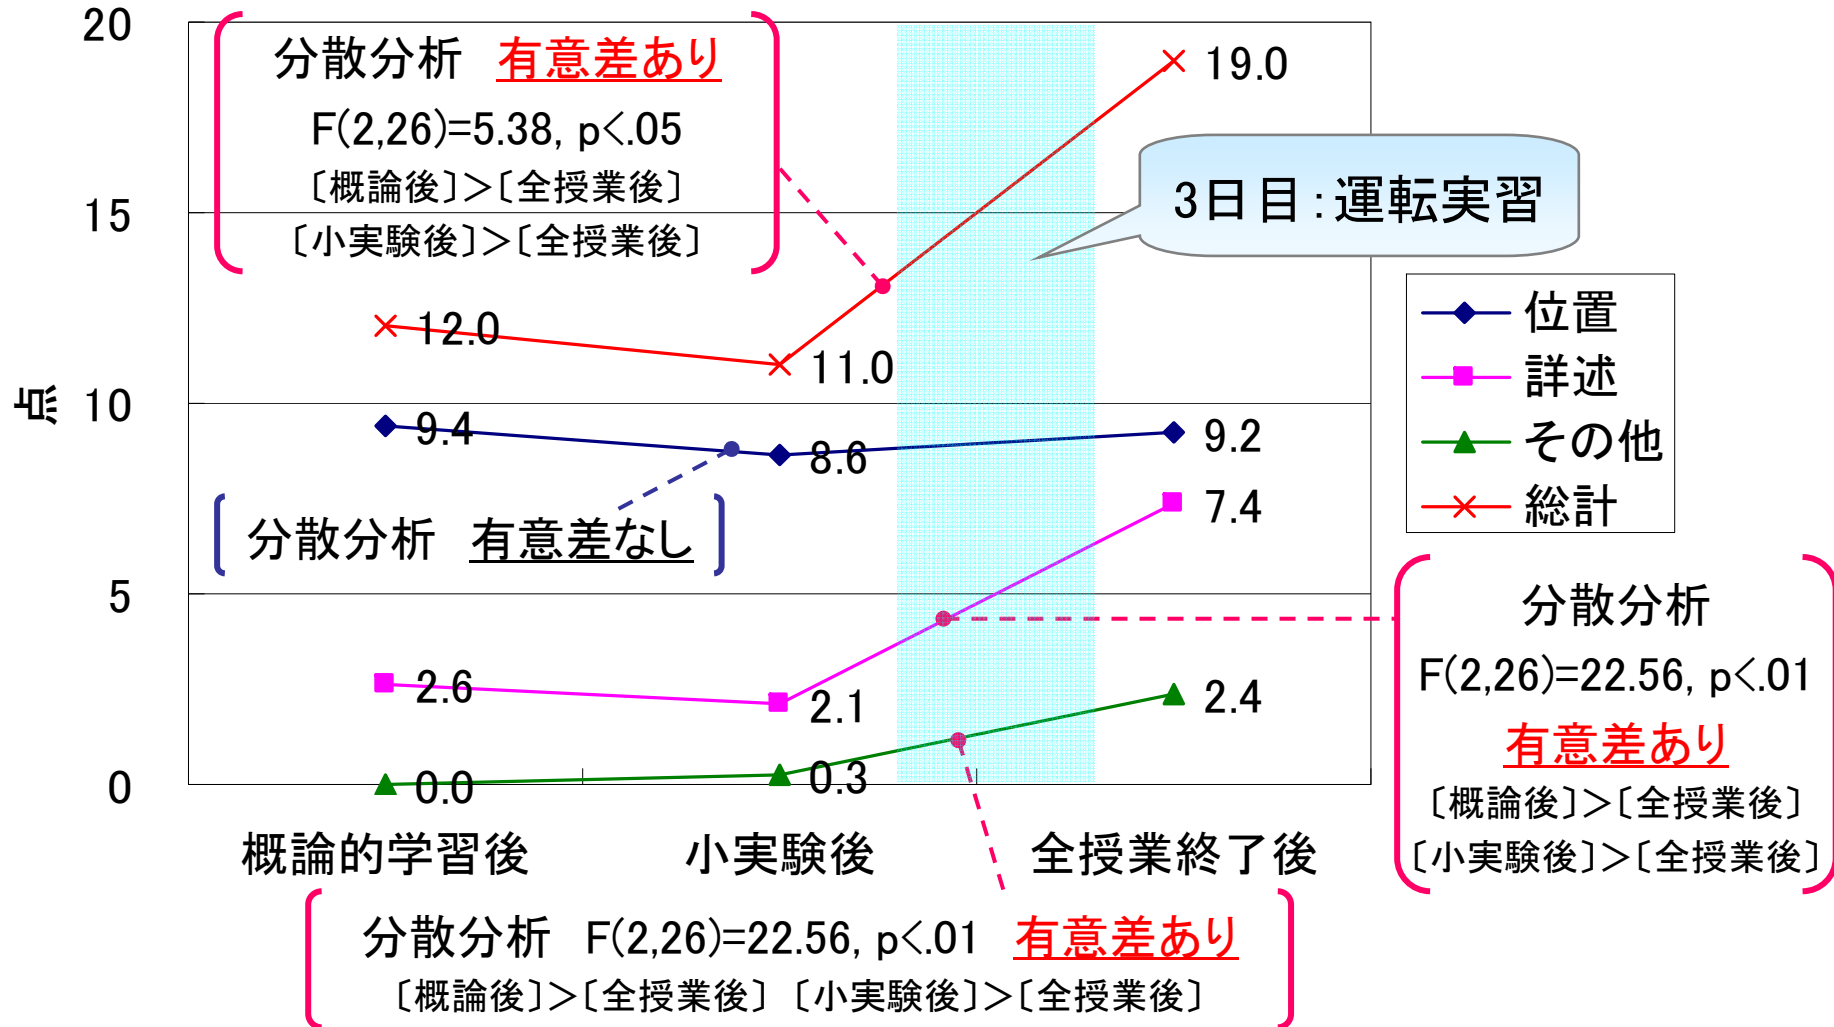 20
分散分析 有意差あり
F(2,26)=5.38, p<.05
〔概論後〕>〔全授業後〕
〔小実験後〕>〔全授業後〕
19.0
3日目:運転実習
15
12.0
11.0
位置
詳述
その他
総計
点
10
9.4
8.6
9.2
7.4
分散分析 有意差なし
5
2.6
2.1
2.4
分散分析
F(2,26)=22.56, p<.01
有意差あり
〔概論後〕>〔全授業後〕
〔小実験後〕>〔全授業後〕
0
0.0
0.3
概論的学習後
小実験後
全授業終了後
分散分析 F(2,26)=22.56, p<.01 有意差あり
〔概論後〕>〔全授業後〕 〔小実験後〕>〔全授業後〕